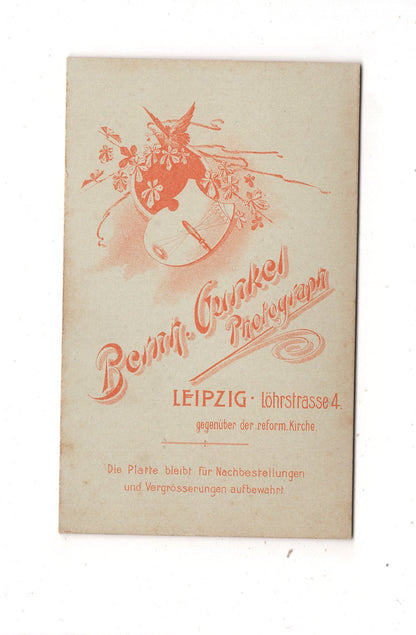 Bernh. Gunkel
Photograph
LEIPZIG · Löhrstrasse 4.
gegenüber der reform. Kirche.
Die Platte bleibt für Nachbestellungen
und Vergrösserungen aufbewahrt.